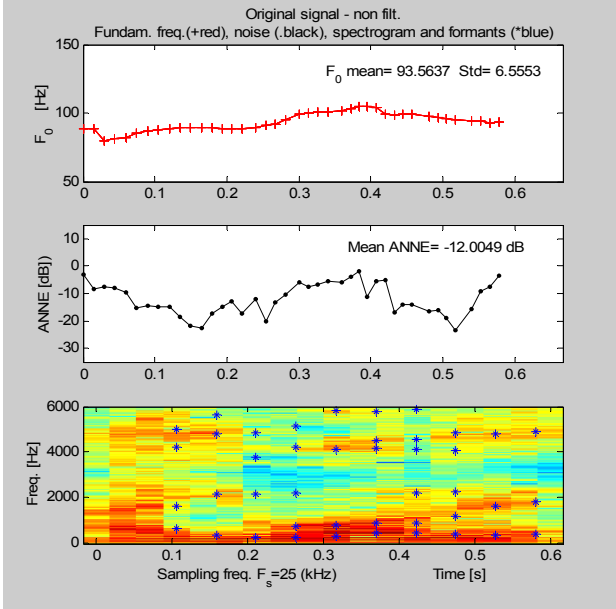 Original signal - non filt.
Fundam. freq.(+red), noise (.black), spectrogram and formants (*blue)
150
100
50
F0 [Hz]
F0 mean= 93.5637 Std= 6.5553
0 0.1 0.2 0.3 0.4 0.5 0.6
10
0
-10
-20
-30
ANNE [dB])
Mean ANNE= -12.0049 dB
0 0.1 0.2 0.3 0.4 0.5 0.6
6000
4000
2000
0
Freq. [Hz]
0 0.1 0.2 0.3 0.4 0.5 0.6
Sampling freq. Fs=25 (kHz) Time [s]